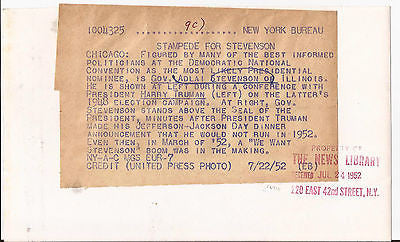 1004325 9c) NEW YORK BUREAU
STAMPEDE FOR STEVENSON
CHICAGO: FIGURED BY MANY OF THE BEST INFORMED
POLITICIANS AT THE DEMOCRATIC NATIONAL
CONVENTION AS THE MOST LIKELY PRESIDENTIAL
NOMINEE, IS GOV. ADLAI STEVENSON OF ILLINOIS.
HE IS SHOWN AT LEFT DURING A CONFERENCE WITH
PRESIDENT HARRY TRUMAN (LEFT) ON THE LATTER'S
1948 ELECTION CAMPAIGN. AT RIGHT, GOV.
STEVENSON STANDS ABOVE THE SEAL OF THE
PRESIDENT, MINUTES AFTER PRESIDENT TRUMAN
MADE HIS JEFFERSON-JACKSON DAY DINNER
ANNOUNCEMENT THAT HE WOULD NOT RUN IN 1952.
EVEN THEN, IN MARCH OF '52, A "WE WANT
STEVENSON" BOOM WAS IN THE MAKING.
NY-A-C MGS EUR-7
CREDIT (UNITED PRESS PHOTO) 7/22/52 (EB)
PROPERTY OF
THE NEWS LIBRARY
JUL 24 1952
220 EAST 42nd STREET, N.Y.